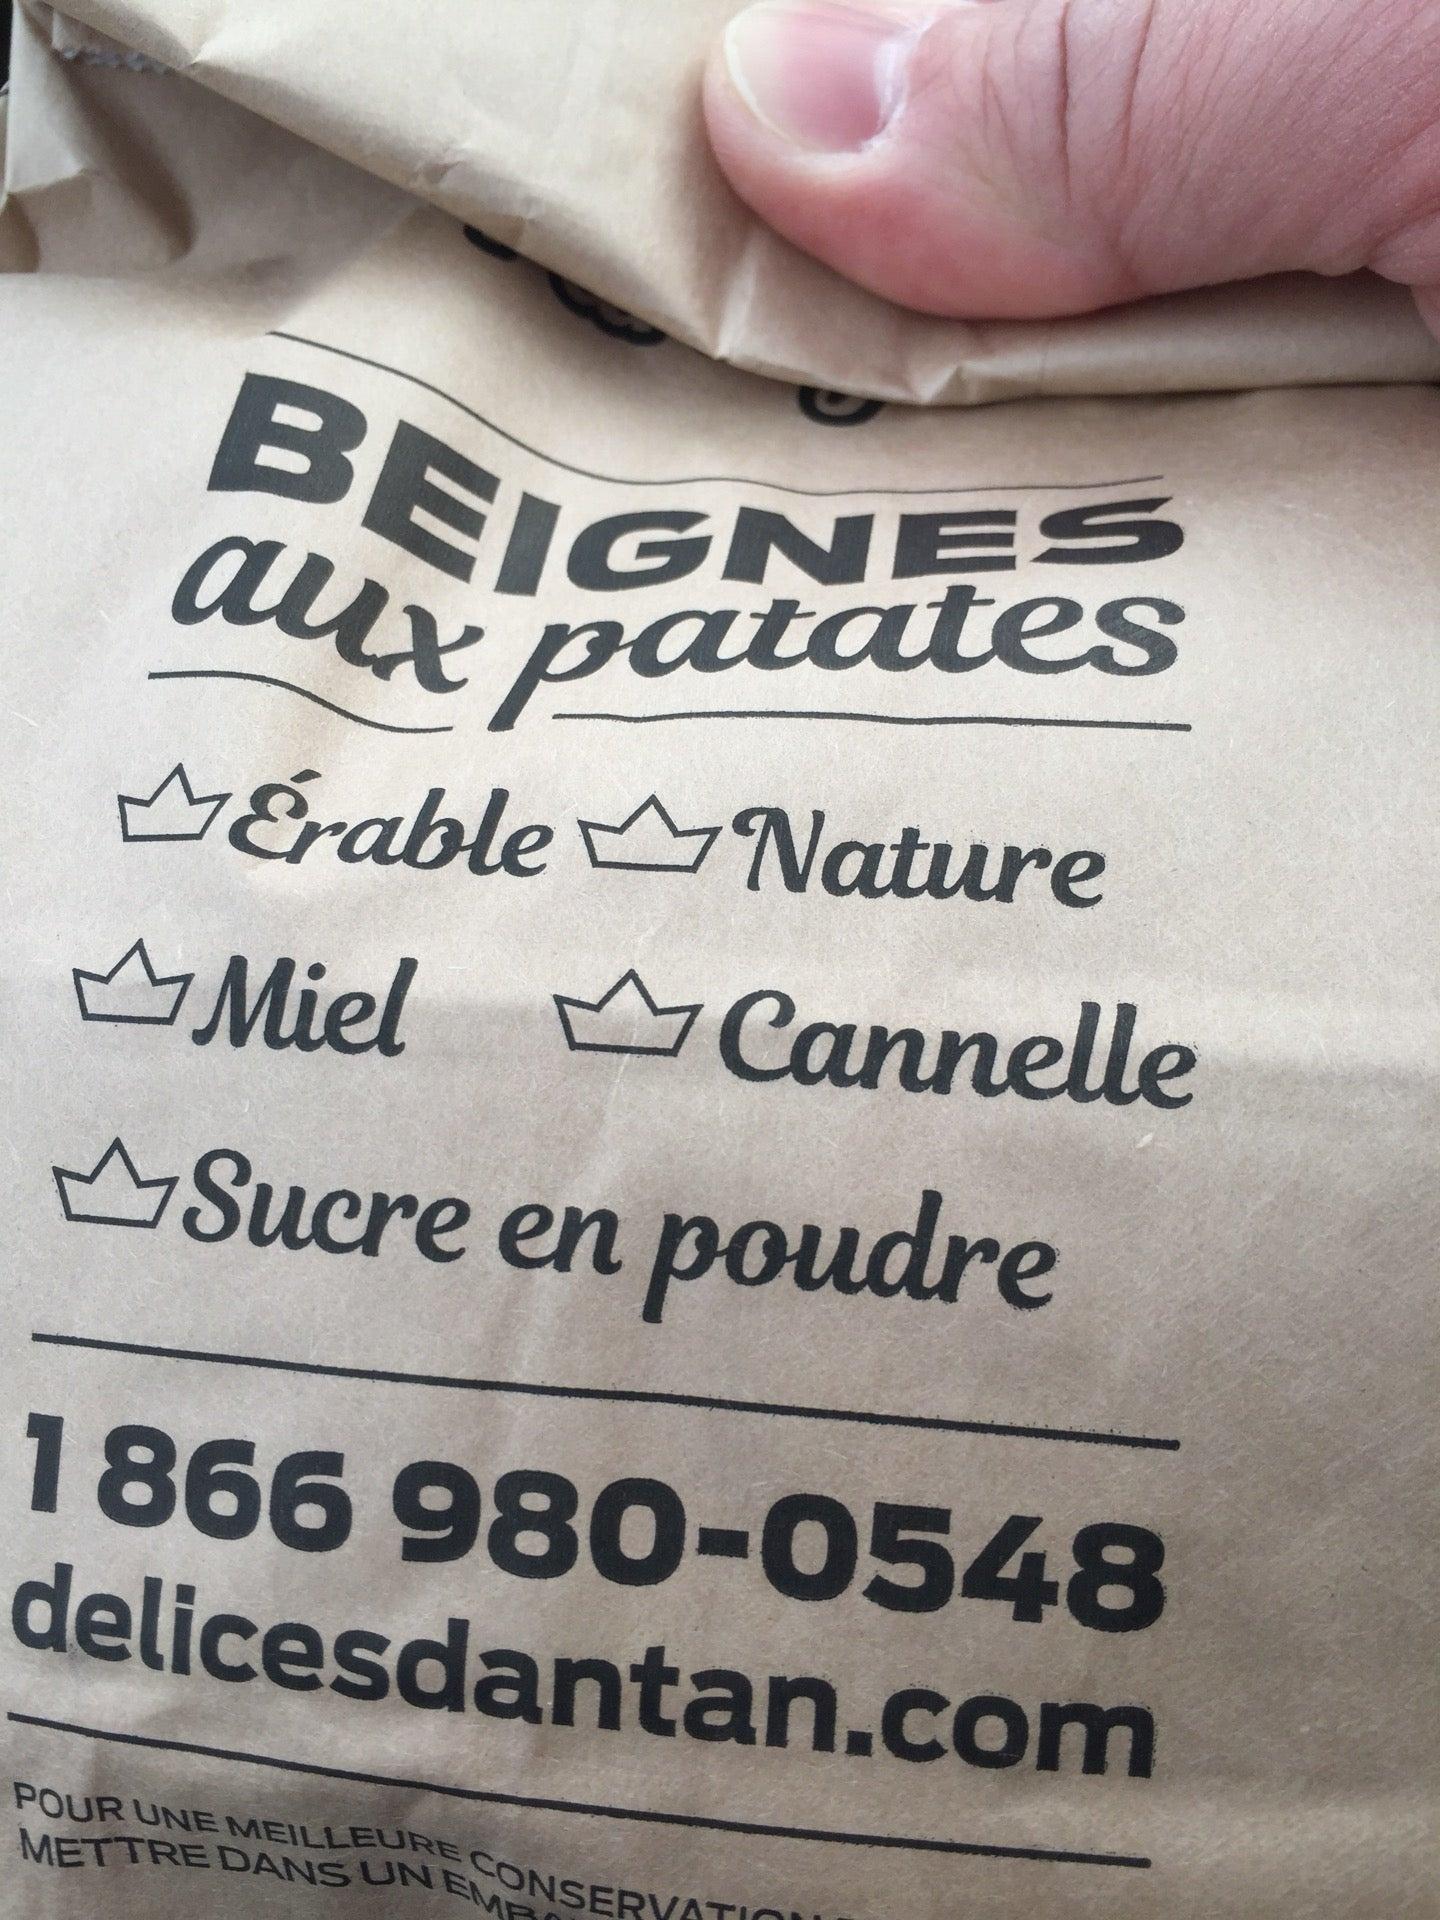 BEIGNES
aux patates
Érable Nature
Miel Cannelle
Sucre en poudre
1 866 980-0548
delicesdantan.com
POUR UNE MEILLEURE
METTRE DANS UN